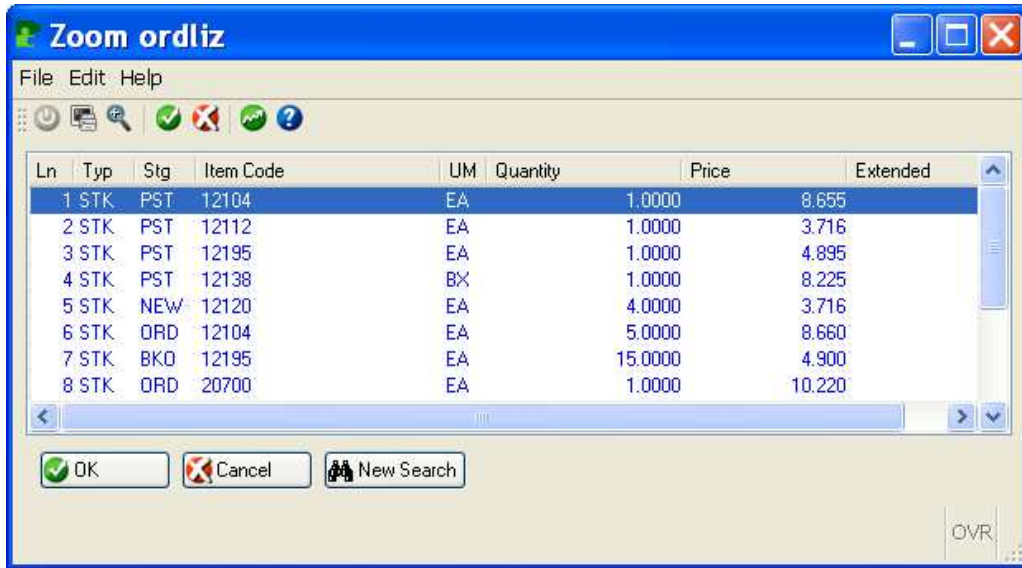 Zoom ordliz
File Edit Help
Ln Typ Stg Item Code UM Quantity Price Extended
1 STK PST 12104 EA 1.0000 8.655
2 STK PST 12112 EA 1.0000 3.716
3 STK PST 12195 EA 1.0000 4.895
4 STK PST 12138 BX 1.0000 8.225
5 STK NEW 12120 EA 4.0000 3.716
6 STK ORD 12104 EA 5.0000 8.660
7 STK BKO 12195 EA 15.0000 4.900
8 STK ORD 20700 EA 1.0000 10.220
OK Cancel New Search
OVR